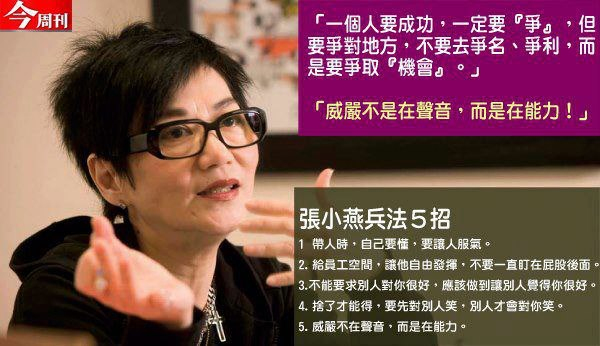 今周刊
「一個人要成功，一定要『爭』，但
要爭對地方，不要去爭名、爭利，而
是要爭取『機會』。」
「威嚴不是在聲音，而是在能力！」
張小燕兵法５招
1 帶人時，自己要懂，要讓人服氣。
2. 給員工空間，讓他自由發揮，不要一直盯在屁股後面。
3.不能要求別人對你很好，應該做到讓別人覺得你很好。
4. 捨了才能得，要先對別人笑，別人才會對你笑。
5. 威嚴不在聲音，而是在能力。